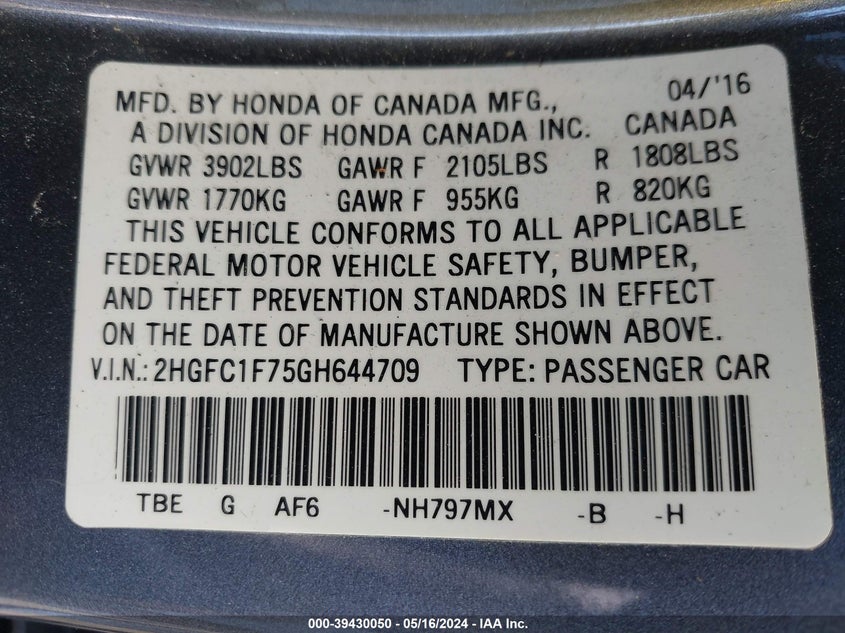 04/'16
MFD. BY HONDA OF CANADA MFG.,
A DIVISION OF HONDA CANADA INC. CANADA
GVWR 3902LBS GAWR F 2105LBS R 1808LBS
GVWR 1770KG GAWR F 955KG R 820KG
THIS VEHICLE CONFORMS TO ALL APPLICABLE
FEDERAL MOTOR VEHICLE SAFETY, BUMPER,
AND THEFT PREVENTION STANDARDS IN EFFECT
ON THE DATE OF MANUFACTURE SHOWN ABOVE.
V.I.N.: 2HGFC1F75GH644709 TYPE: PASSENGER CAR
TBE G AF6 -NH797MX -B -H
000-39430050 - 05/16/2024 - IAA Inc.